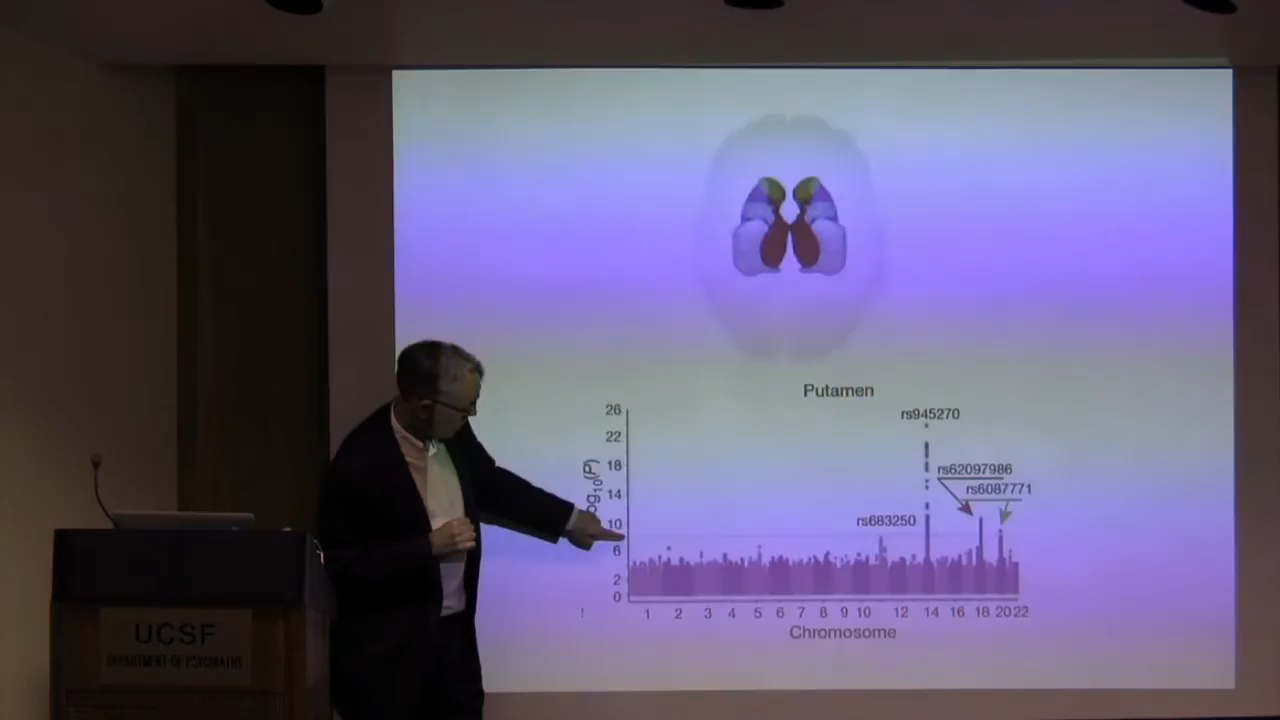 Putamen
26
22
18
14
10
6
2
0
log10(P)
rs945270
rs62097986
rs6087771
rs683250
1 2 3 4 5 6 7 8 9 10 12 14 16 18 20 22
Chromosome
UCSF
DEPARTMENT OF PSYCHIATRY